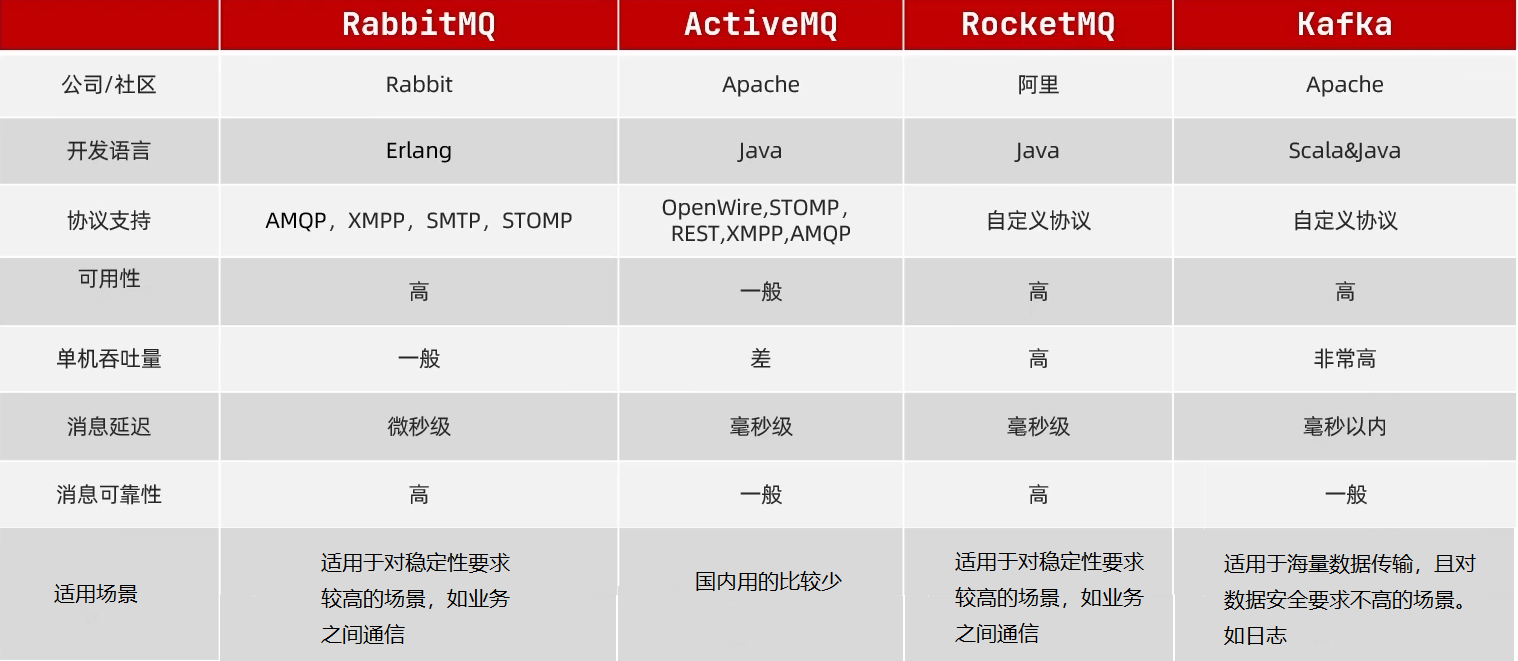 RabbitMQ ActiveMQ RocketMQ Kafka
公司/社区 Rabbit Apache 阿里 Apache
开发语言 Erlang Java Java Scala&Java
协议支持 AMQP，XMPP，SMTP，STOMP OpenWire,STOMP，
REST,XMPP,AMQP 自定义协议 自定义协议
可用性 高 一般 高 高
单机吞吐量 一般 差 高 非常高
消息延迟 微秒级 毫秒级 毫秒级 毫秒以内
消息可靠性 高 一般 高 一般
适用场景
适用于对稳定性要求
较高的场景，如业务
之间通信
国内用的比较少
适用于对稳定性要求
较高的场景，如业务
之间通信
适用于海量数据传输，且对
数据安全要求不高的场景。
如日志